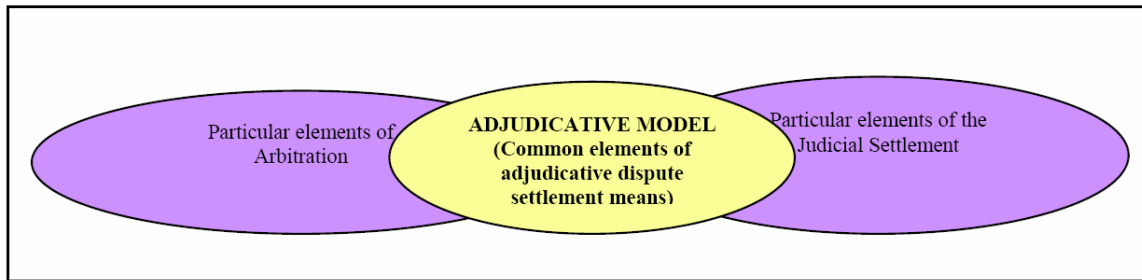 Particular elements of
Arbitration
ADJUDICATIVE MODEL
(Common elements of
adjudicative dispute
settlement means)
Particular elements of the
Judicial Settlement